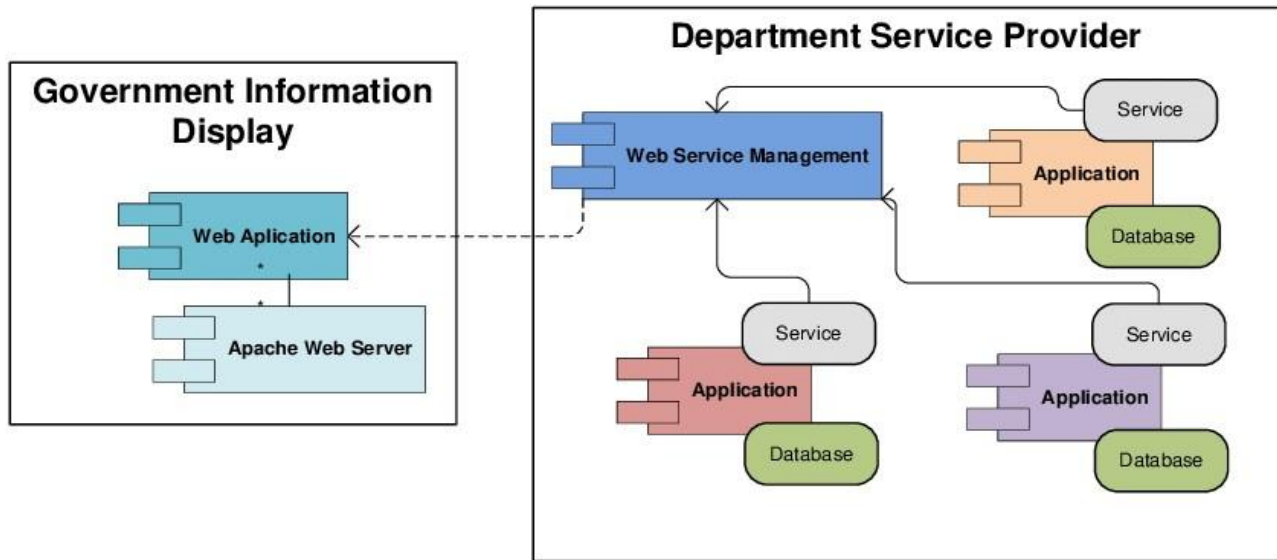 Government Information
Display
Web Aplication
*
*
Apache Web Server
Department Service Provider
Web Service Management
Service
Application
Database
Service
Application
Database
Service
Application
Database